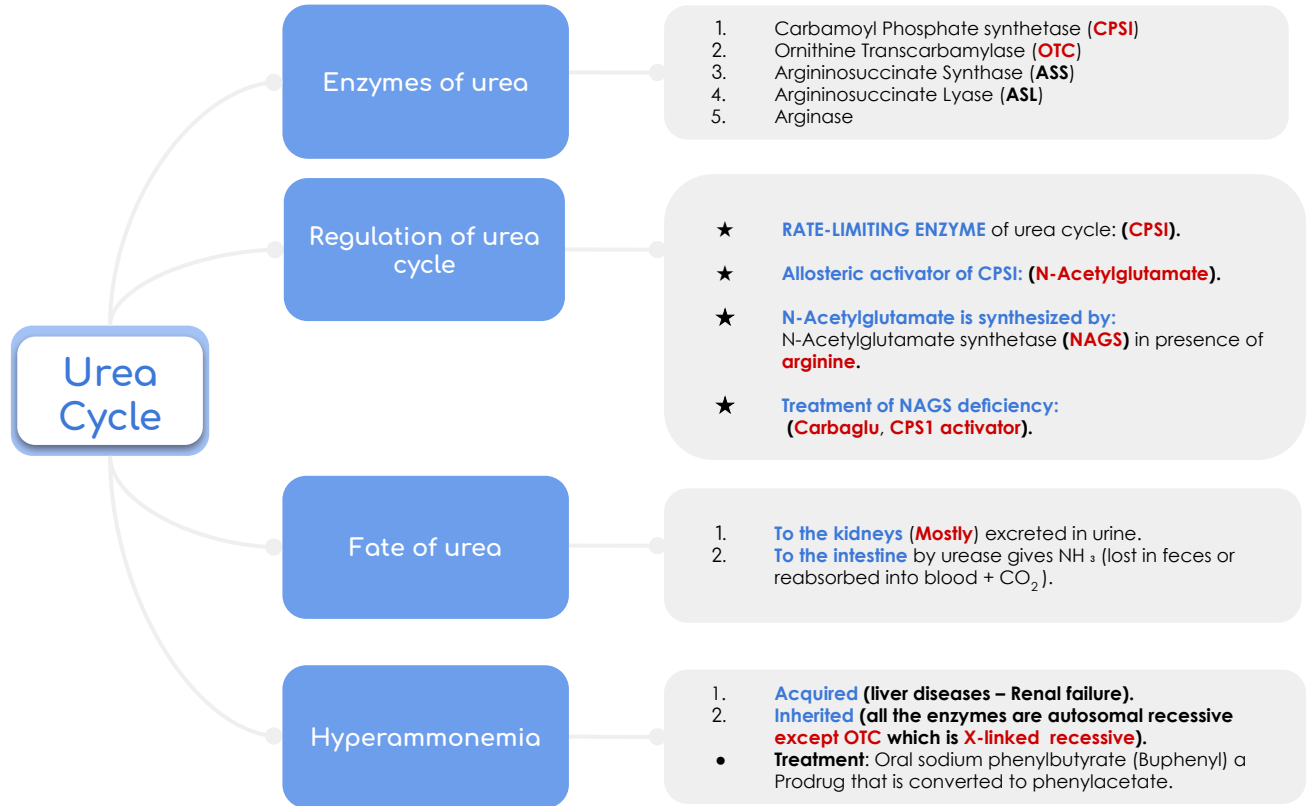 Urea
Cycle
Enzymes of urea
1. Carbamoyl Phosphate synthetase (CPSI)
2. Ornithine Transcarbamylase (OTC)
3. Argininosuccinate Synthase (ASS)
4. Argininosuccinate Lyase (ASL)
5. Arginase
Regulation of urea
cycle
★ RATE-LIMITING ENZYME of urea cycle: (CPSI).
★ Allosteric activator of CPSI: (N-Acetylglutamate).
★ N-Acetylglutamate is synthesized by:
N-Acetylglutamate synthetase (NAGS) in presence of
arginine.
★ Treatment of NAGS deficiency:
(Carbaglu, CPS1 activator).
Fate of urea
1. To the kidneys (Mostly) excreted in urine.
2. To the intestine by urease gives NH ₃ (lost in feces or
reabsorbed into blood + CO₂ ).
Hyperammonemia
1. Acquired (liver diseases – Renal failure).
2. Inherited (all the enzymes are autosomal recessive
except OTC which is X-linked recessive).
● Treatment: Oral sodium phenylbutyrate (Buphenyl) a
Prodrug that is converted to phenylacetate.